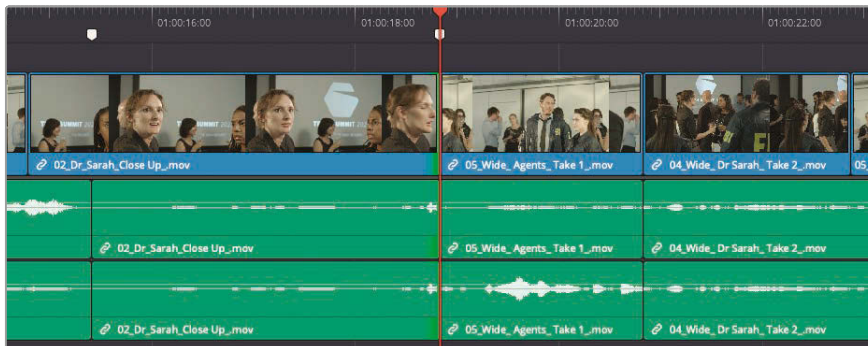 01:00:16:00 01:00:18:00 01:00:20:00 01:00:22:00
02_Dr_Sarah_Close Up_.mov 05_Wide_ Agents_ Take 1_.mov 04_Wide_ Dr Sarah_ Take 2_.mov 05_
02_Dr_Sarah_Close Up_.mov 05_Wide_ Agents_ Take 1_.mov 04_Wide_ Dr Sarah_ Take 2_.mov
02_Dr_Sarah_Close Up_.mov 05_Wide_ Agents_ Take 1_.mov 04_Wide_ Dr Sarah_ Take 2_.mov